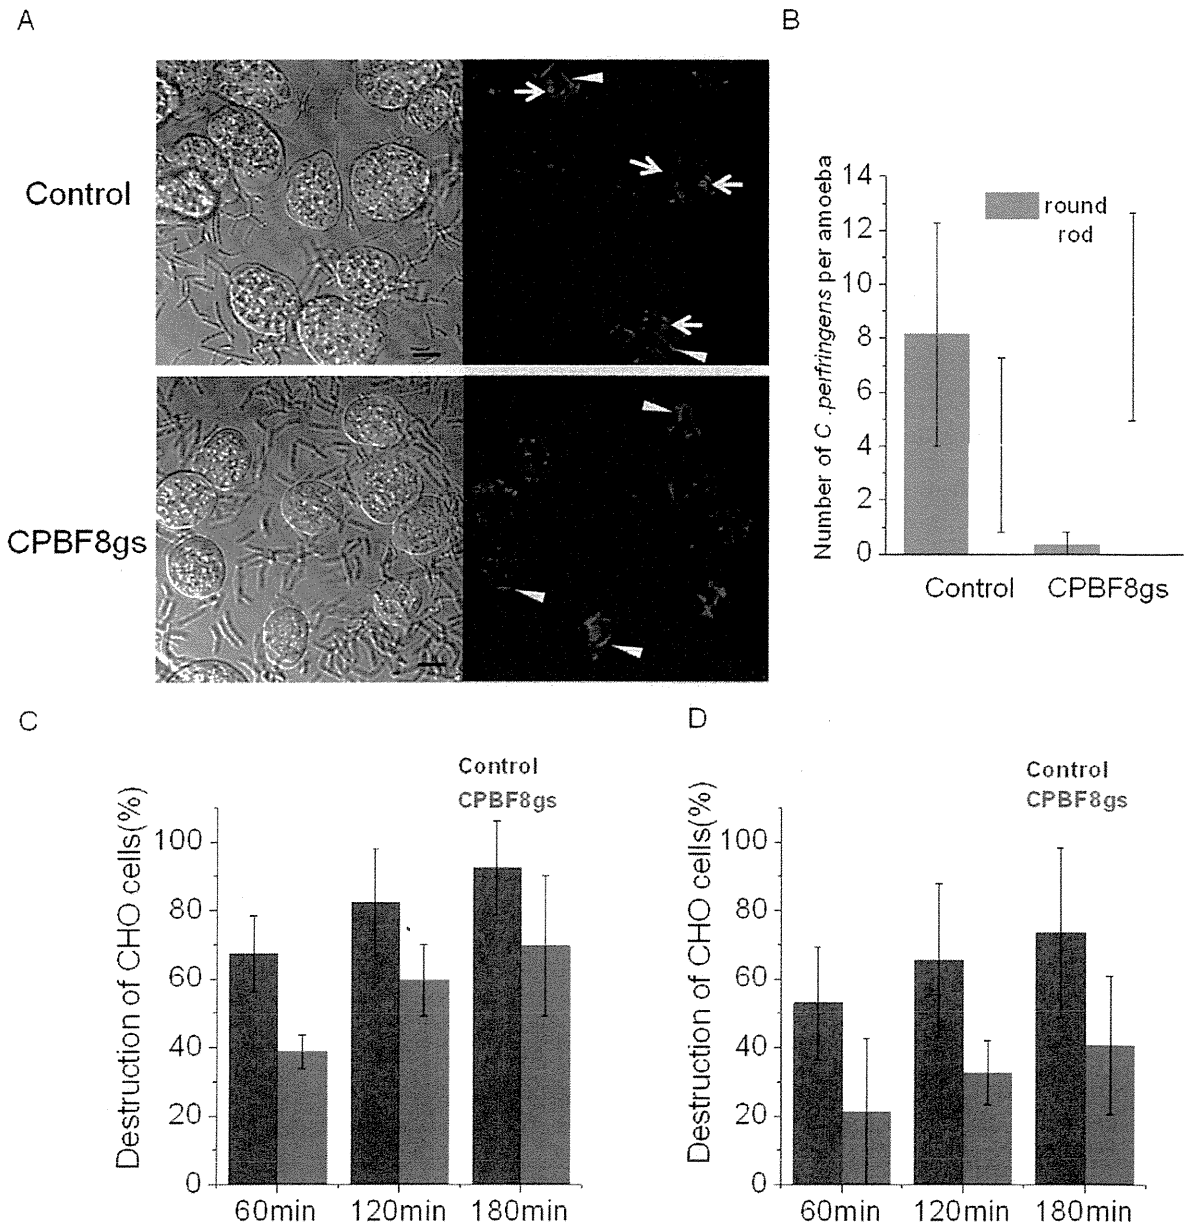 A
B
Control
CPBF8gs
Number of C .perfringens per amoeba
14
12
10
8
6
4
2
0
round
rod
Control
CPBF8gs
C
D
Destruction of CHO cells(%)
Control
CPBF8gs
100
80
60
40
20
0
60min
120min
180min
Destruction of CHO cells(%)
Control
CPBF8gs
100
80
60
40
20
0
60min
120min
180min